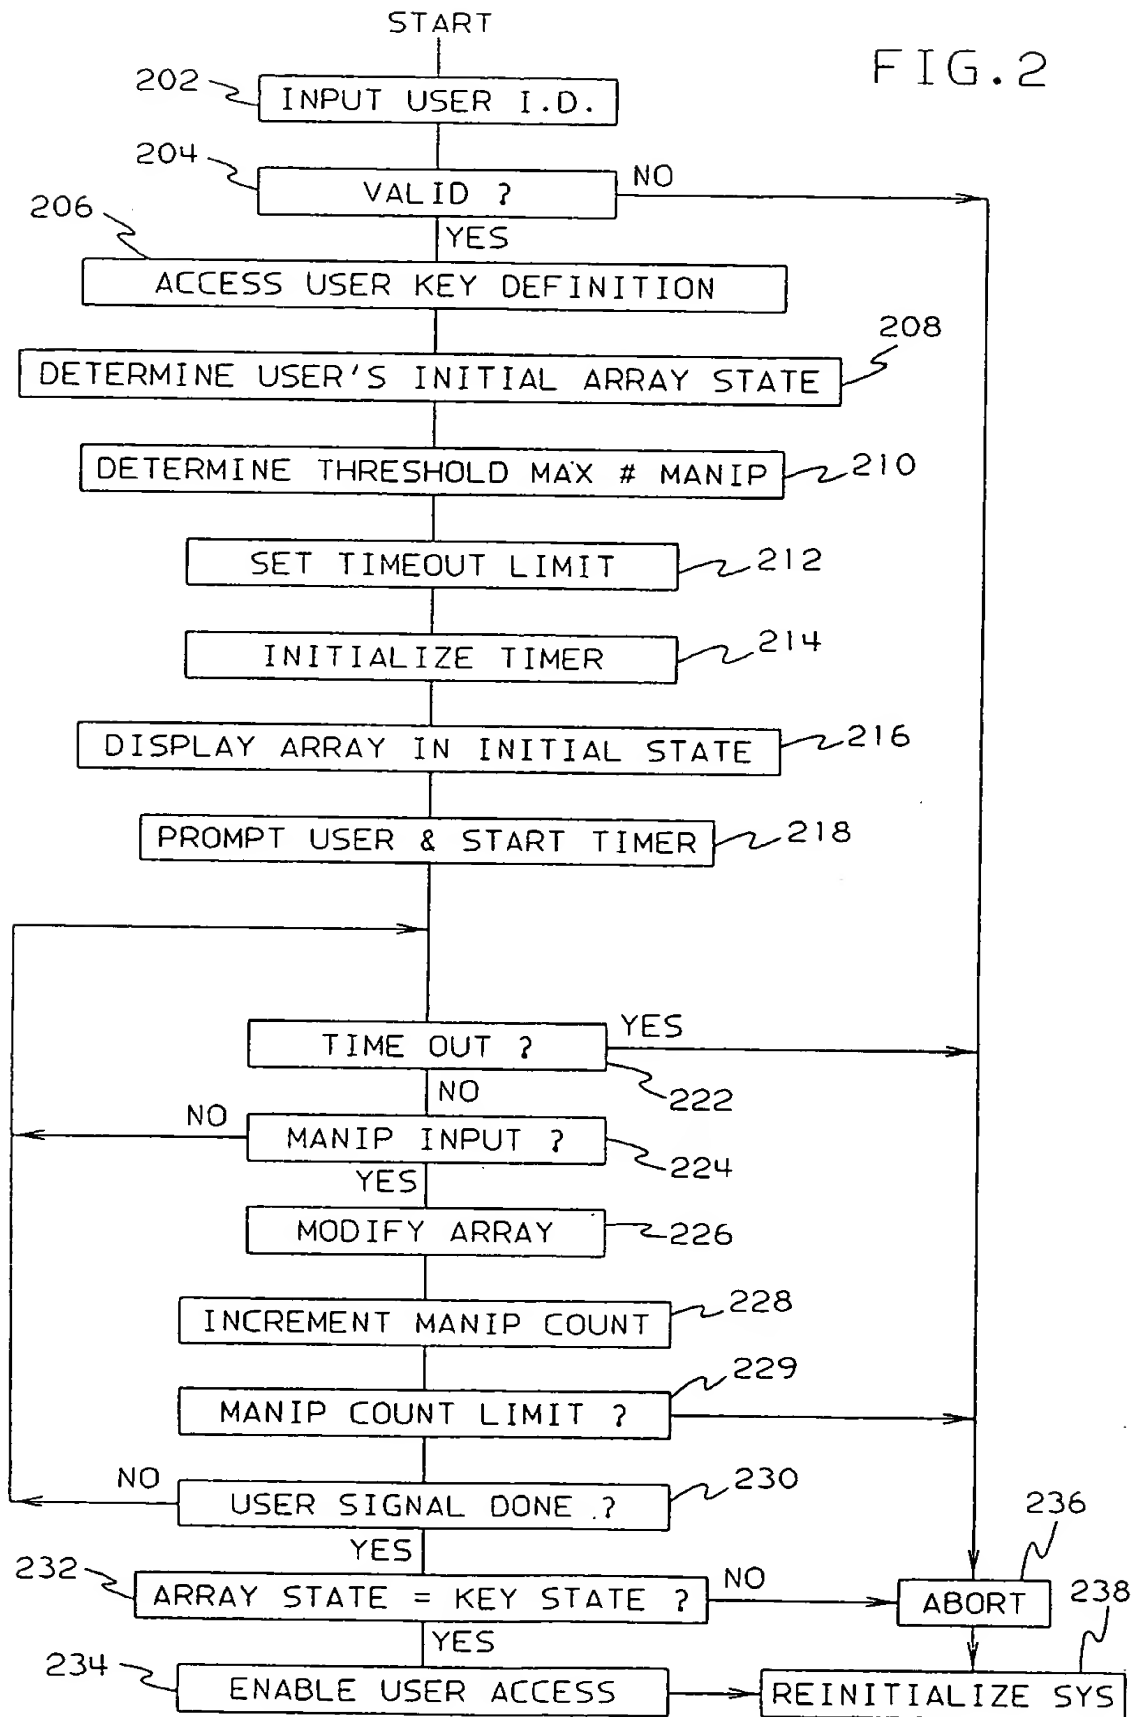 START
FIG.2
202
INPUT USER I.D.
204
VALID ?
NO
206
YES
ACCESS USER KEY DEFINITION
208
DETERMINE USER'S INITIAL ARRAY STATE
DETERMINE THRESHOLD MAX # MANIP
210
SET TIMEOUT LIMIT
212
INITIALIZE TIMER
214
DISPLAY ARRAY IN INITIAL STATE
216
PROMPT USER & START TIMER
218
TIME OUT ?
YES
222
NO
NO
MANIP INPUT ?
224
YES
MODIFY ARRAY
226
INCREMENT MANIP COUNT
228
229
MANIP COUNT LIMIT ?
NO
USER SIGNAL DONE ?
230
YES
236
232
ARRAY STATE = KEY STATE ?
NO
ABORT
238
YES
234
ENABLE USER ACCESS
REINITIALIZE SYS